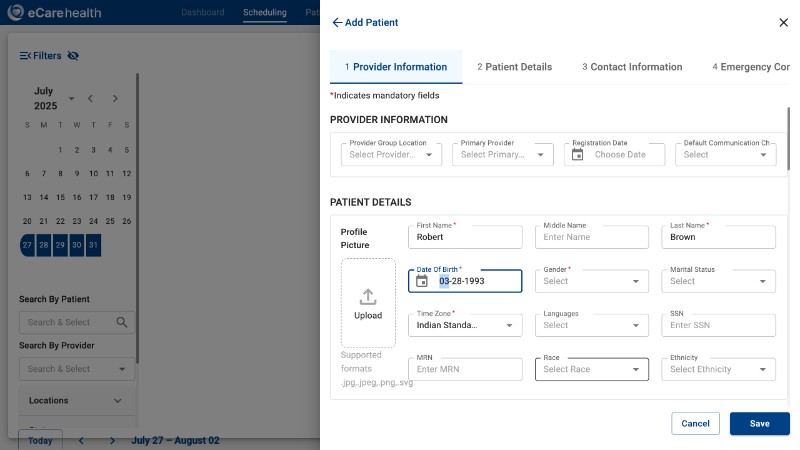 eCarehealth
Dashboard
Scheduling
Filters
July
2025
S M T W T F S
1 2 3 4 5
6 7 8 9 10 11 12
13 14 15 16 17 18 19
20 21 22 23 24 25 26
27 28 29 30 31
Search By Patient
Search & Select
Search By Provider
Search & Select
Locations
Today
July 27 – August 02
Add Patient
1 Provider Information
2 Patient Details
3 Contact Information
4 Emergency Cor
*Indicates mandatory fields
PROVIDER INFORMATION
Provider Group Location
Select Provider...
Primary Provider
Select Primary...
Registration Date
Choose Date
Default Communication Ch
Select
PATIENT DETAILS
Profile
Picture
Upload
Supported
formats
.jpg,.jpeg,.png,.svg
First Name *
Robert
Middle Name
Enter Name
Last Name *
Brown
Date Of Birth *
03-28-1993
Gender *
Select
Marital Status
Select
Time Zone *
Indian Standa...
Languages
Select
SSN
Enter SSN
MRN
Enter MRN
Race
Select Race
Ethnicity
Select Ethnicity
Cancel
Save